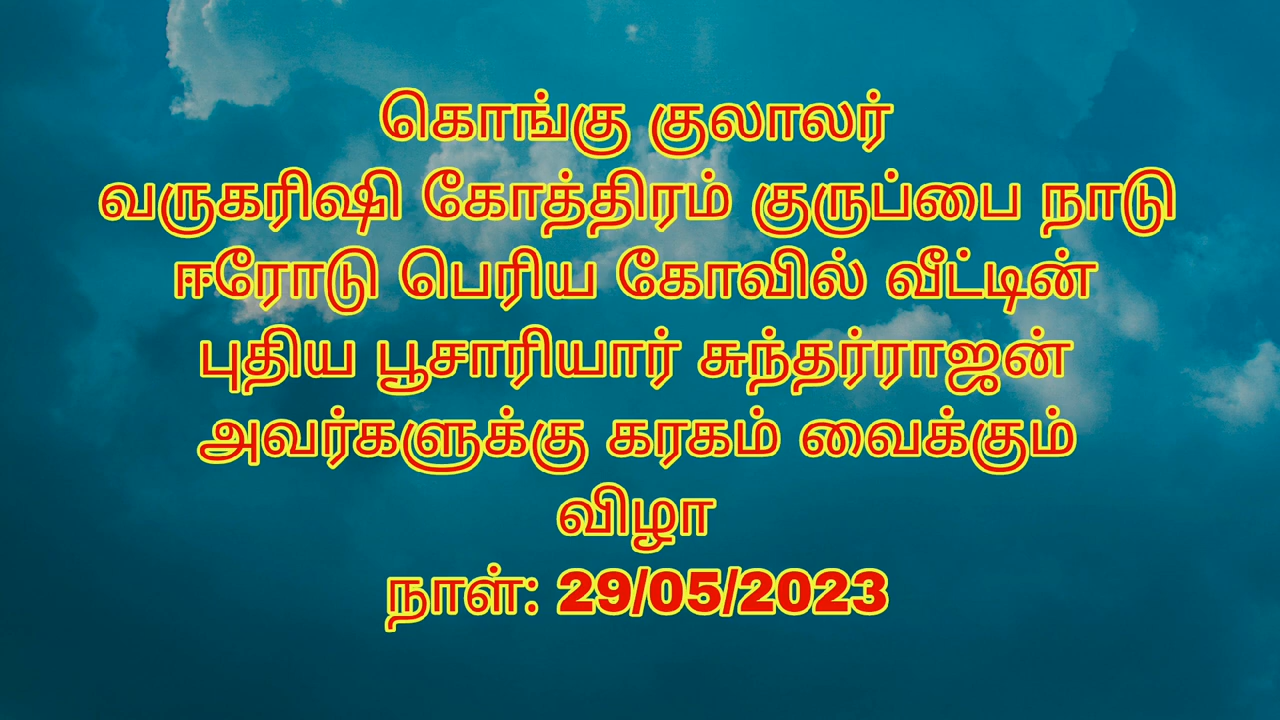 கொங்கு குலாலர்
வருகரிஷி கோத்திரம் குருப்பை நாடு
ஈரோடு பெரிய கோவில் வீட்டின்
புதிய பூசாரியார் சுந்தர்ராஜன்
அவர்களுக்கு கரகம் வைக்கும்
விழா
நாள்: 29/05/2023